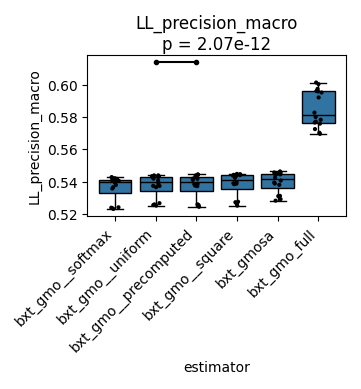 LL_precision_macro
p = 2.07e-12
LL_precision_macro
0.60
0.58
0.56
0.54
0.52
bxt_gmo__softmax
bxt_gmo__uniform
bxt_gmo__precomputed
bxt_gmo__square
bxt_gmosa
bxt_gmo_full
estimator